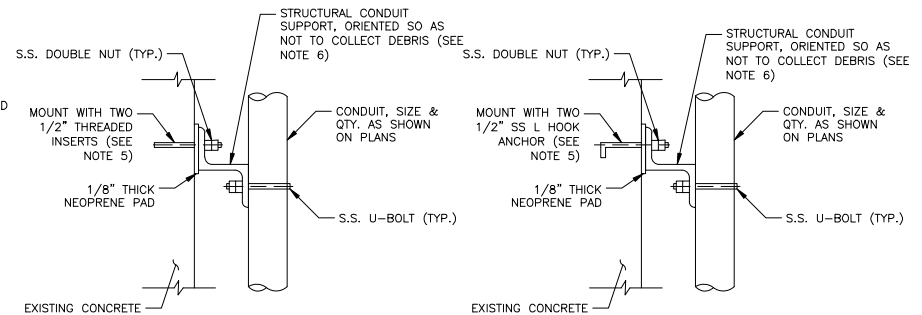 STRUCTURAL CONDUIT
SUPPORT, ORIENTED SO AS
NOT TO COLLECT DEBRIS (SEE
NOTE 6)
S.S. DOUBLE NUT (TYP.)
D
MOUNT WITH TWO
1/2" THREADED
INSERTS (SEE
NOTE 5)
CONDUIT, SIZE &
QTY. AS SHOWN
ON PLANS
1/8" THICK
NEOPRENE PAD
S.S. U-BOLT (TYP.)
EXISTING CONCRETE
STRUCTURAL CONDUIT
SUPPORT, ORIENTED SO AS
NOT TO COLLECT DEBRIS (SEE
NOTE 6)
S.S. DOUBLE NUT (TYP.)
MOUNT WITH TWO
1/2" SS L HOOK
ANCHOR (SEE
NOTE 5)
CONDUIT, SIZE &
QTY. AS SHOWN
ON PLANS
1/8" THICK
NEOPRENE PAD
S.S. U-BOLT (TYP.)
EXISTING CONCRETE